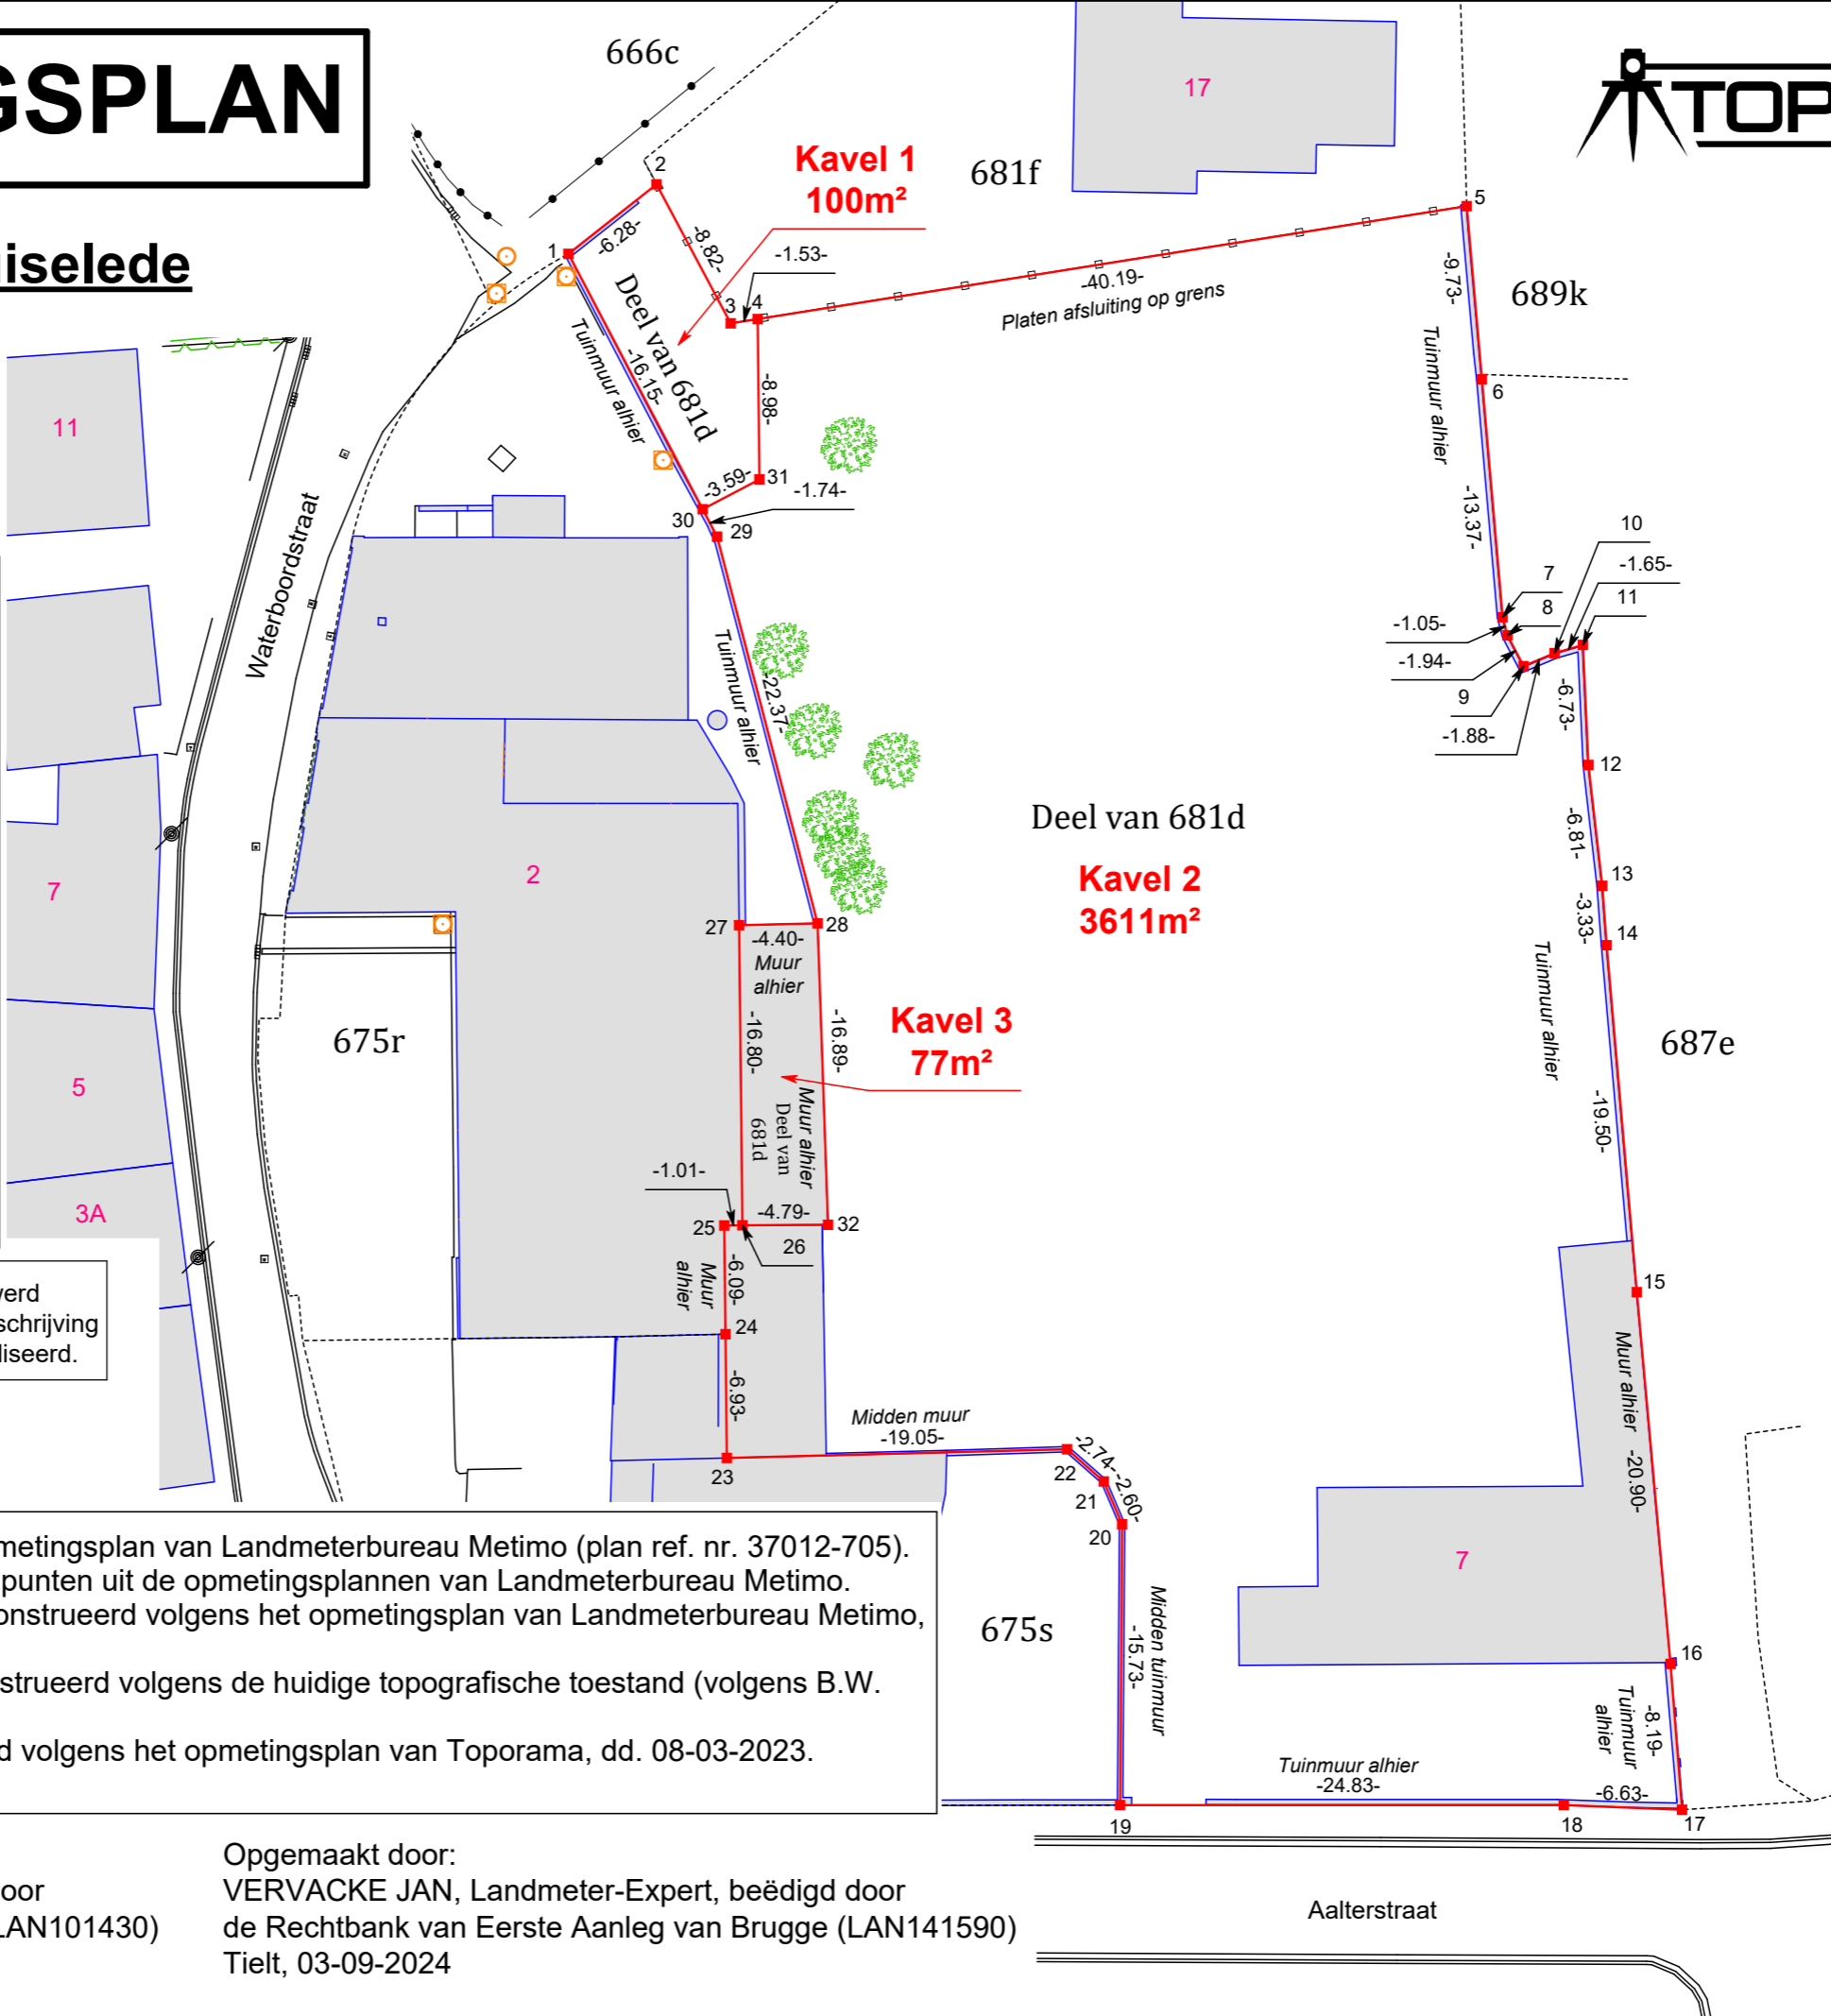 GSPLAN
iselede
TOP
666c
17
681f
Kavel 1
100m²
2
1
-6.28-
-8.82-
-1.53-
3
4
5
-40.19-
Platen afsluiting op grens
-9.73-
689k
Tuinmuur alhier
6
-13.37-
Deel van 681d
-16.15-
Tuinmuur alhier
-8.98-
-3.59-
31
-1.74-
30
29
11
Waterboordstraat
10
-1.65-
7
8
11
-1.05-
-1.94-
9
-1.88-
-6.73-
12
-6.81-
13
-3.33-
14
Tuinmuur alhier
-22.37-
Deel van 681d
Kavel 2
3611m²
2
7
27
28
-4.40-
Muur
alhier
-16.80-
-16.89-
Kavel 3
77m²
Muur alhier
Deel van
681d
675r
5
3A
-1.01-
25
-4.79-
32
26
Muur
alhier
-6.09-
24
-6.93-
23
Tuinmuur alhier
687e
-19.50-
15
Muur alhier
-20.90-
16
7
Midden muur
-19.05-
22
-2.74-
21
-2.60-
20
675s
Midden tuinmuur
-15.73-
Tuinmuur
alhier
-8.19-
Tuinmuur alhier
-24.83-
-6.63-
19
18
17
Aalterstraat
verd
schrijving
liseerd.
metingsplan van Landmeterbureau Metimo (plan ref. nr. 37012-705).
punten uit de opmetingsplannen van Landmeterbureau Metimo.
onstrueerd volgens het opmetingsplan van Landmeterbureau Metimo,
strueerd volgens de huidige topografische toestand (volgens B.W.
d volgens het opmetingsplan van Toporama, dd. 08-03-2023.
oor
LAN101430)
Opgemaakt door:
VERVACKE JAN, Landmeter-Expert, beëdigd door
de Rechtbank van Eerste Aanleg van Brugge (LAN141590)
Tielt, 03-09-2024